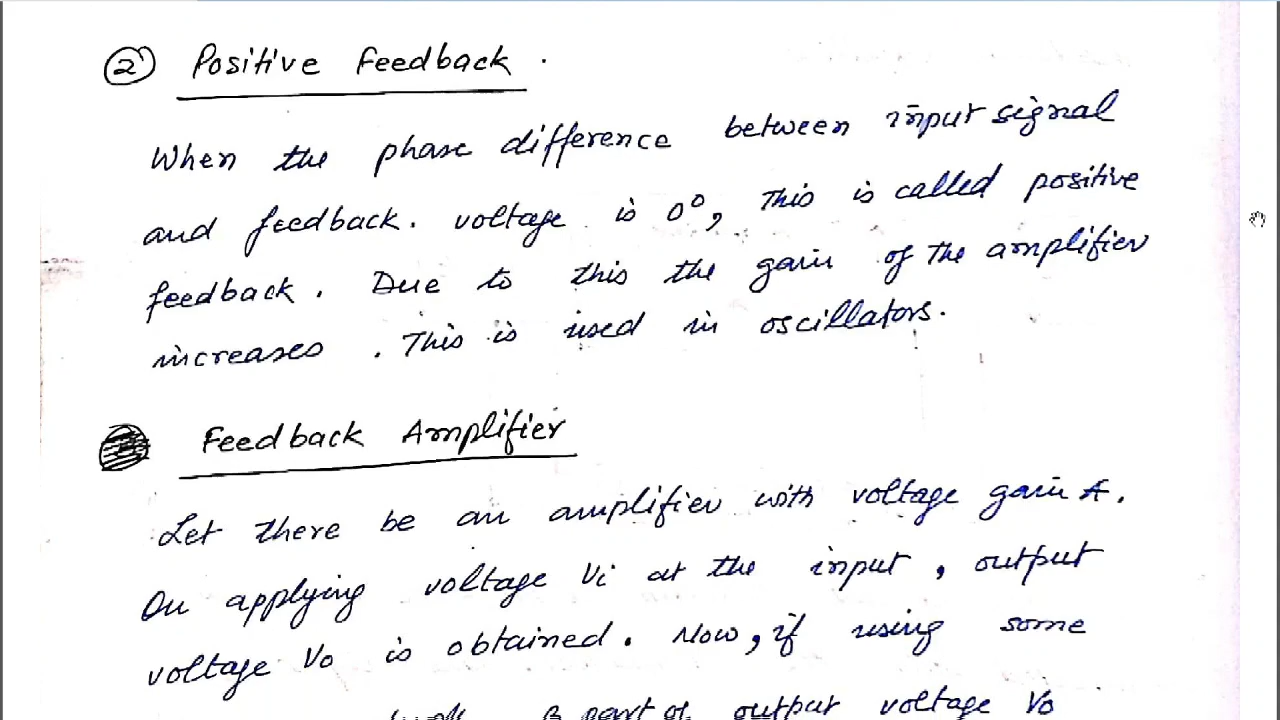 ② Positive Feedback.
When the phase difference between input signal
and feedback. voltage is 0°, This is called positive
feedback. Due to this the gain of the amplifier
increases. This is used in oscillators.
Feedback Amplifier
Let there be an amplifier with voltage gain A.
On applying voltage Vi at the input, output
voltage Vo is obtained. Now, if using some
part of output voltage Vo